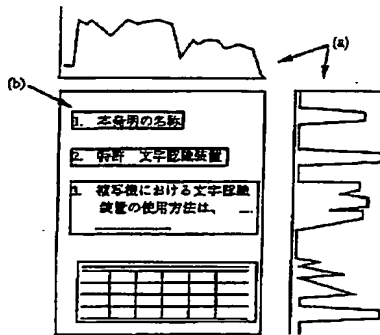 (a)
(b)
1. 本発明の名称
2. 特許 文字認識装置
3. 複写機における文字認識
装置の使用方法は、